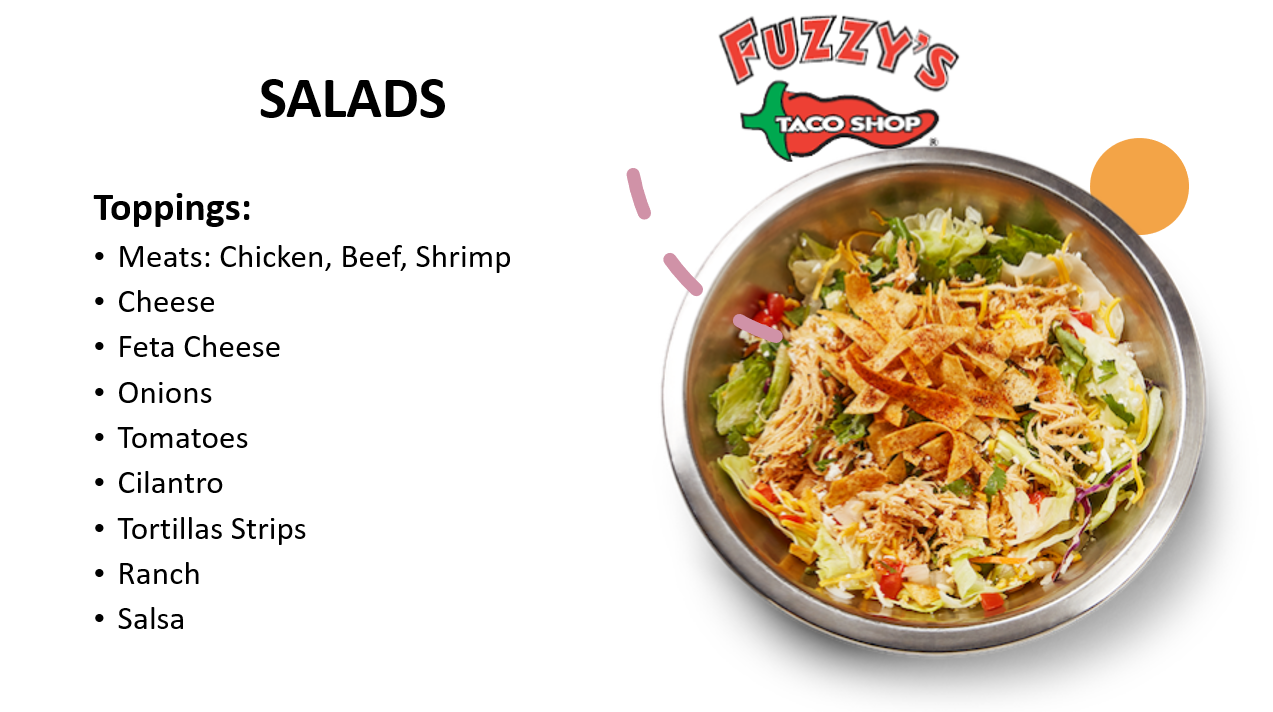 FUZZY'S
TACO SHOP
®
SALADS
Toppings:
• Meats: Chicken, Beef, Shrimp
• Cheese
• Feta Cheese
• Onions
• Tomatoes
• Cilantro
• Tortillas Strips
• Ranch
• Salsa